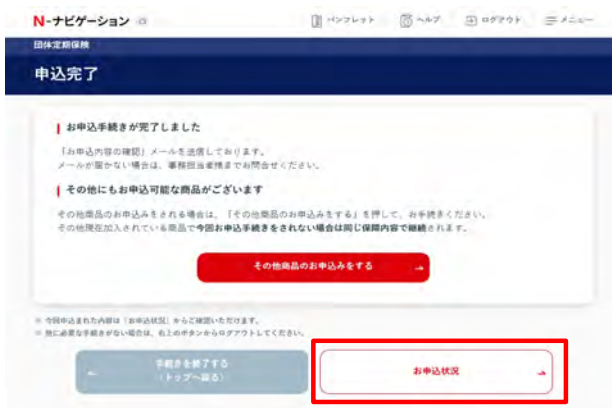 N-ナビゲーション
パンフレット
ヘルプ
ログアウト
メニュー
団体定期保険
申込完了
お申込手続きが完了しました
「お申込内容の確認」メールを送信しております。
メールが届かない場合は、事務担当者様までお問合せください。
その他にもお申込可能な商品がございます
その他商品のお申込みをされる場合は、「その他商品のお申込みをする」を押して、お手続きください。
その他現在加入されている商品で今回お申込手続きをされない場合は同じ保障内容で継続されます。
その他商品のお申込みをする
※ 今回申込まれた内容は「お申込状況」からご確認いただけます。
※ 他に必要な手続きがない場合は、右上のボタンからログアウトしてください。
手続きを終了する
(トップへ戻る)
お申込状況